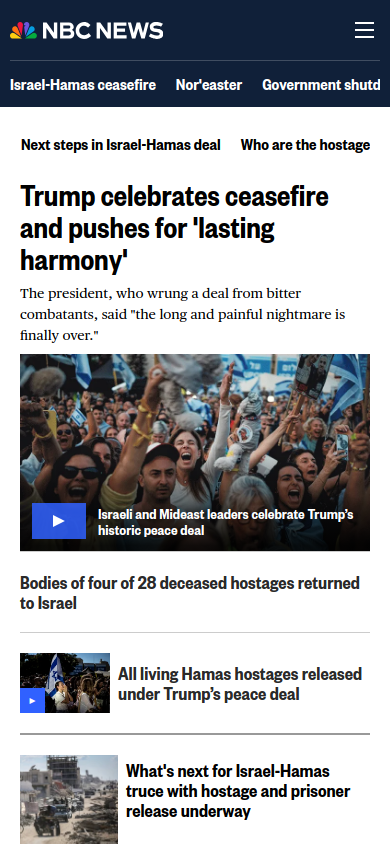 NBC NEWS
Israel-Hamas ceasefire Nor'easter Government shutd
Next steps in Israel-Hamas deal Who are the hostage
Trump celebrates ceasefire
and pushes for 'lasting
harmony'
The president, who wrung a deal from bitter
combatants, said "the long and painful nightmare is
finally over."
Israeli and Mideast leaders celebrate Trump’s
historic peace deal
Bodies of four of 28 deceased hostages returned
to Israel
All living Hamas hostages released
under Trump’s peace deal
What's next for Israel-Hamas
truce with hostage and prisoner
release underway